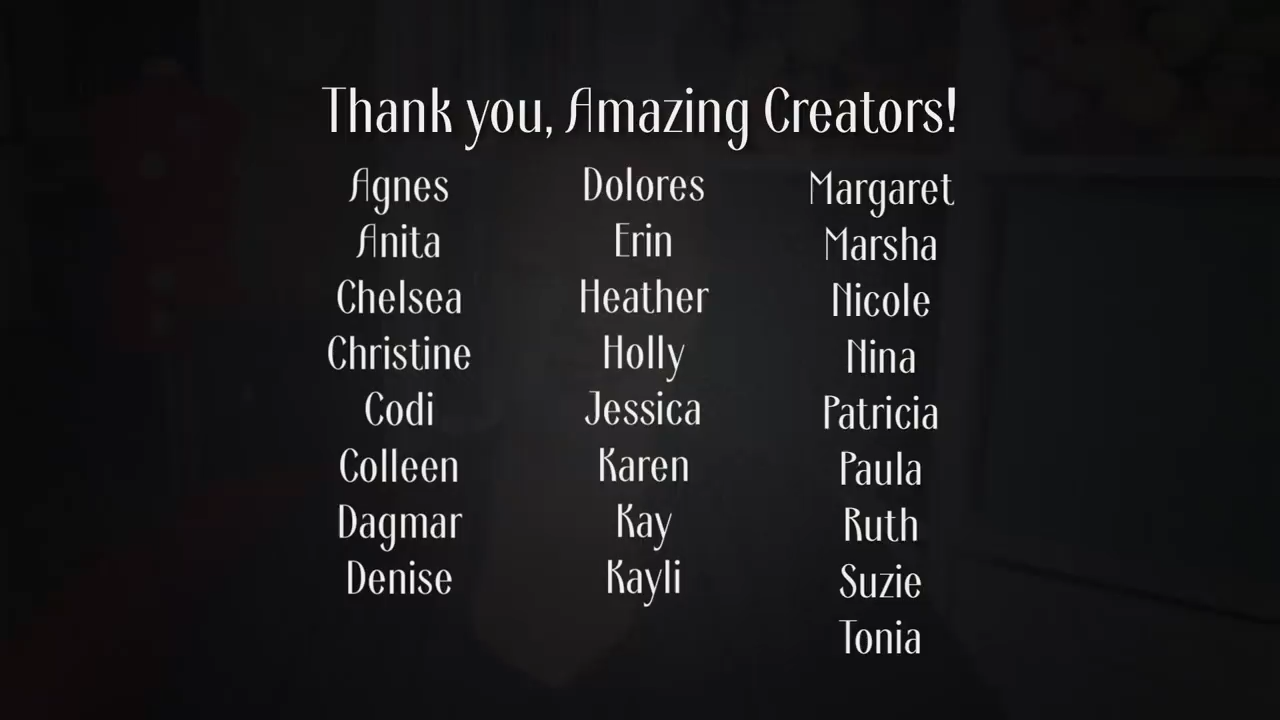 Thank you, Amazing Creators!
Agnes
Anita
Chelsea
Christine
Codi
Colleen
Dagmar
Denise
Dolores
Erin
Heather
Holly
Jessica
Karen
Kay
Kayli
Margaret
Marsha
Nicole
Nina
Patricia
Paula
Ruth
Suzie
Tonia